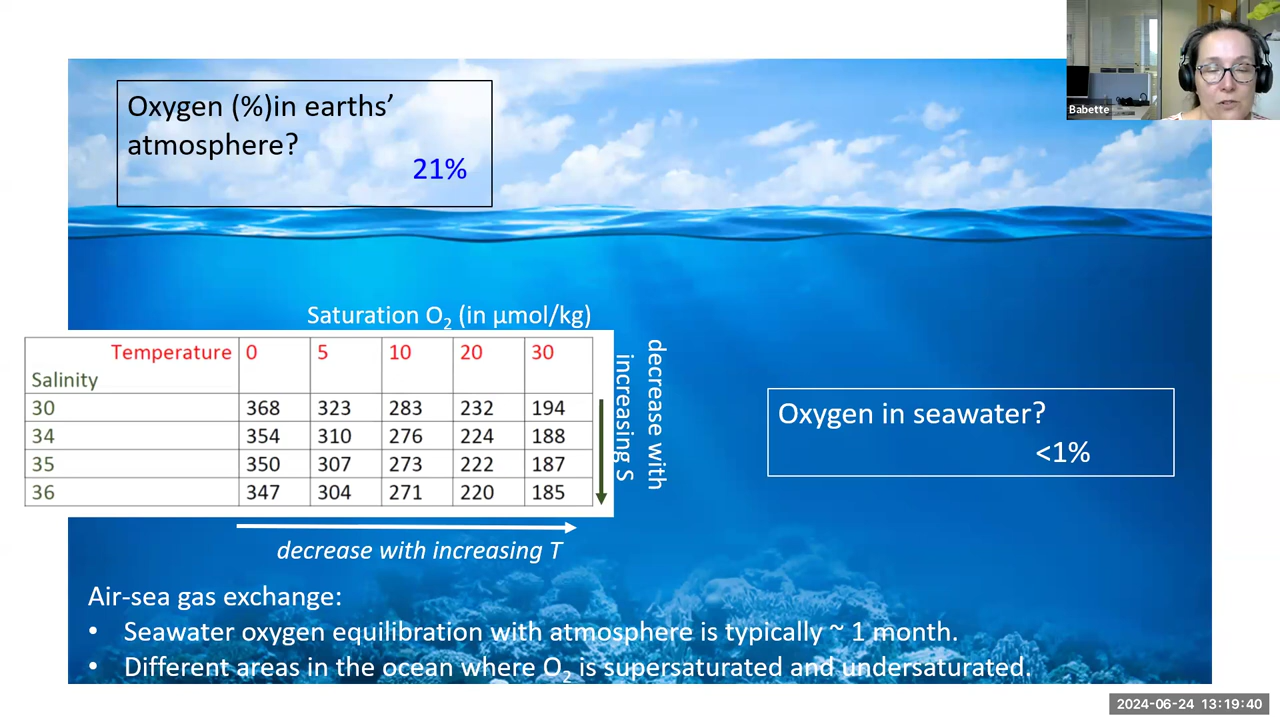 Babette
Oxygen (%)in earths’
atmosphere?
21%
Saturation O₂ (in µmol/kg)
Temperature 0 5 10 20 30
Salinity
30 368 323 283 232 194
34 354 310 276 224 188
35 350 307 273 222 187
36 347 304 271 220 185
decrease with
increasing S
decrease with increasing T
Oxygen in seawater?
<1%
Air-sea gas exchange:
• Seawater oxygen equilibration with atmosphere is typically ~ 1 month.
• Different areas in the ocean where O₂ is supersaturated and undersaturated.
2024-06-24 13:19:40